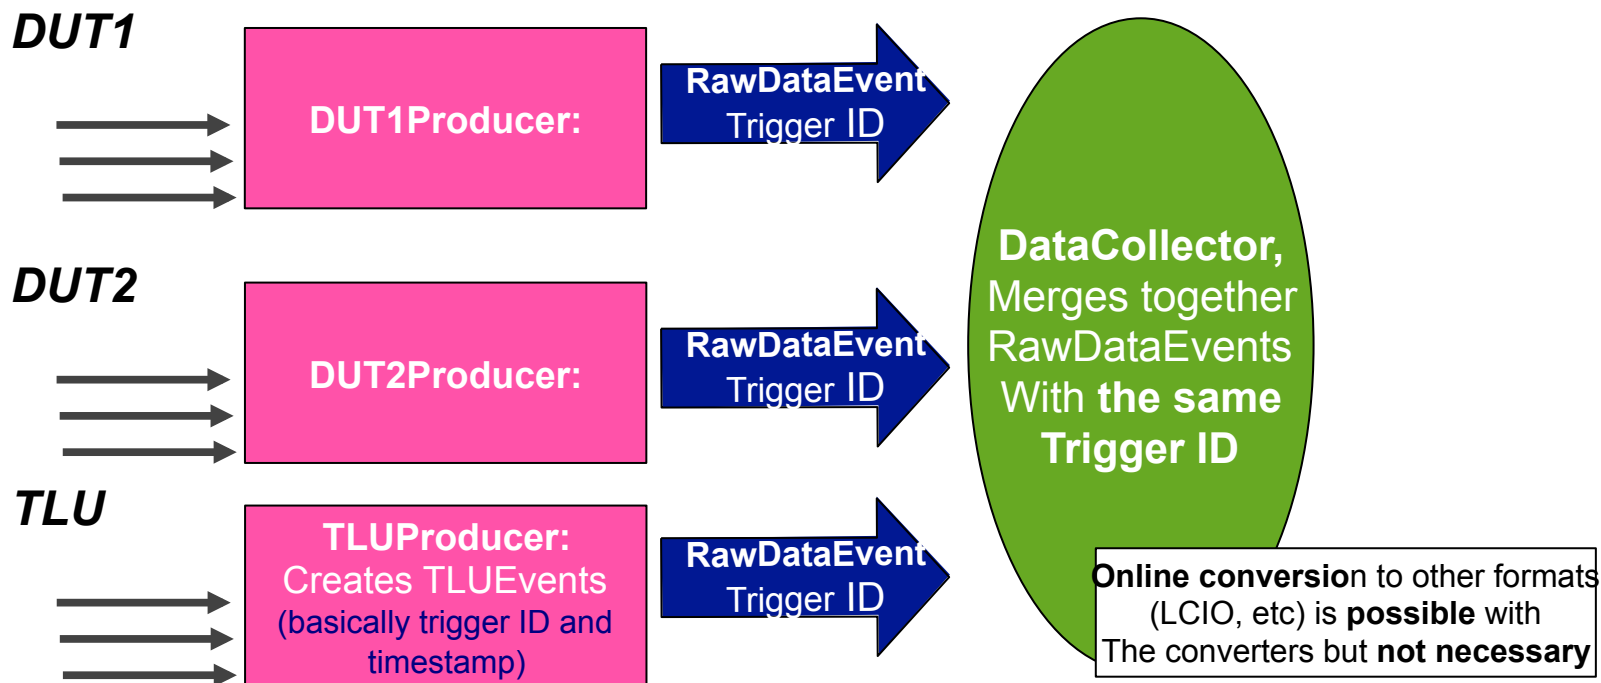 DUT1
DUT1Producer:
RawDataEvent
Trigger ID
DUT2
DUT2Producer:
RawDataEvent
Trigger ID
TLU
TLUProducer:
Creates TLUEvents
(basically trigger ID and
timestamp)
RawDataEvent
Trigger ID
DataCollector,
Merges together
RawDataEvents
With the same
Trigger ID
Online conversion to other formats
(LCIO, etc) is possible with
The converters but not necessary